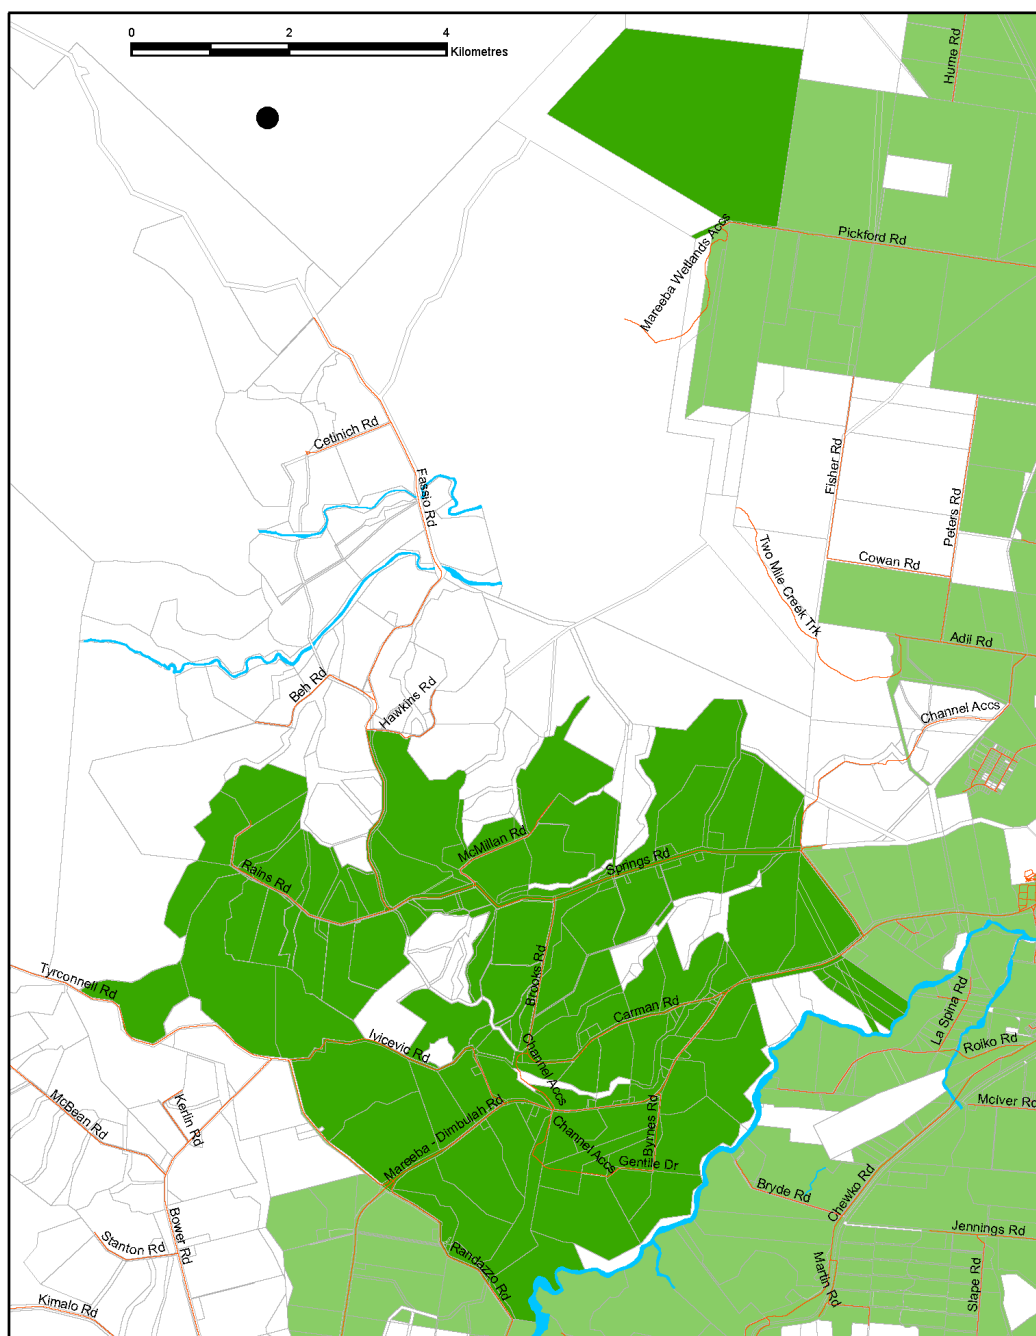 0 2 4
Kilometres
Hume Rd
Pickford Rd
Mareeba Wetlands Accs
Cetinich Rd
Fassio Rd
Fisher Rd
Peters Rd
Cowan Rd
Two Mile Creek Trk
Adil Rd
Beh Rd
Hawkins Rd
Channel Accs
McMillan Rd
Springs Rd
Rains Rd
Brooks Rd
Tyrconnell Rd
Carman Rd
La Spina Rd
Ivicevic Rd
Roiko Rd
Channel Accs
McBean Rd
Kerlin Rd
Mareeba - Dimbulah Rd
Byrnes Rd
McIver Rd
Channel Accs
Gentile Dr
Bryde Rd
Chewko Rd
Bower Rd
Stanton Rd
Jennings Rd
Randazzo Rd
Martin Rd
Slape Rd
Kimalo Rd